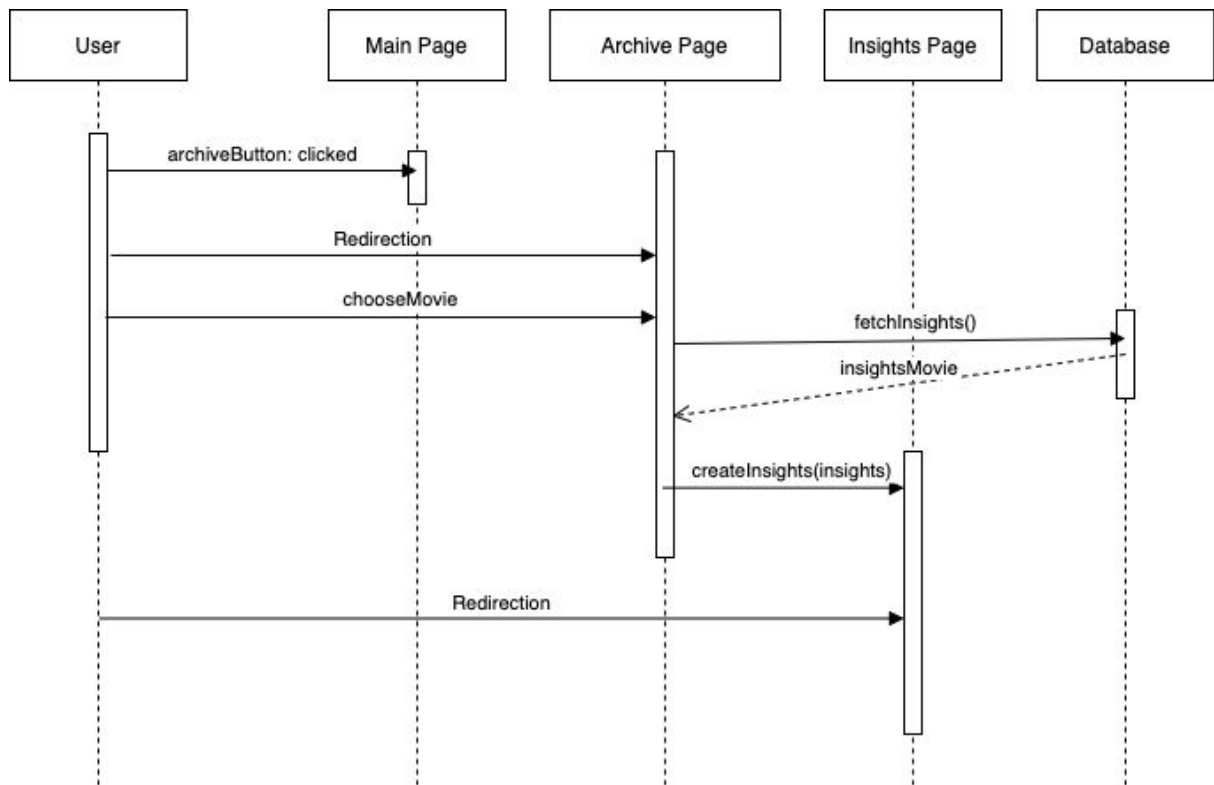 User
Main Page
Archive Page
Insights Page
Database
archiveButton: clicked
Redirection
chooseMovie
fetchInsights()
insightsMovie
createInsights(insights)
Redirection